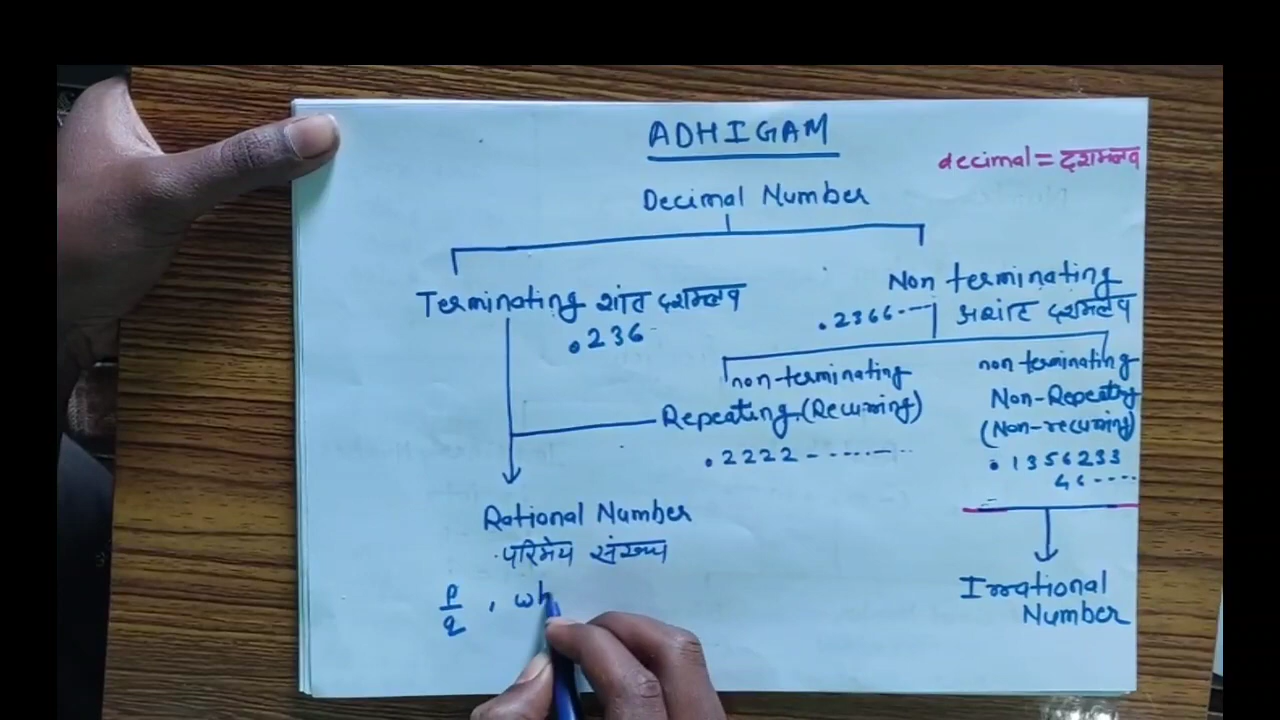 ADHIGAM
decimal = दशमलव
Decimal Number
Terminating शांत दशमलव
.236
Non terminating
.2366---
अशांत दशमलव
non-terminating
Repeating.(Recurring)
.2222-------
non terminating
Non-Repeating
(Non-recurring)
.1356233
46----
Rational Number
परिमेय संख्या
p/q , wh
Irrational
Number